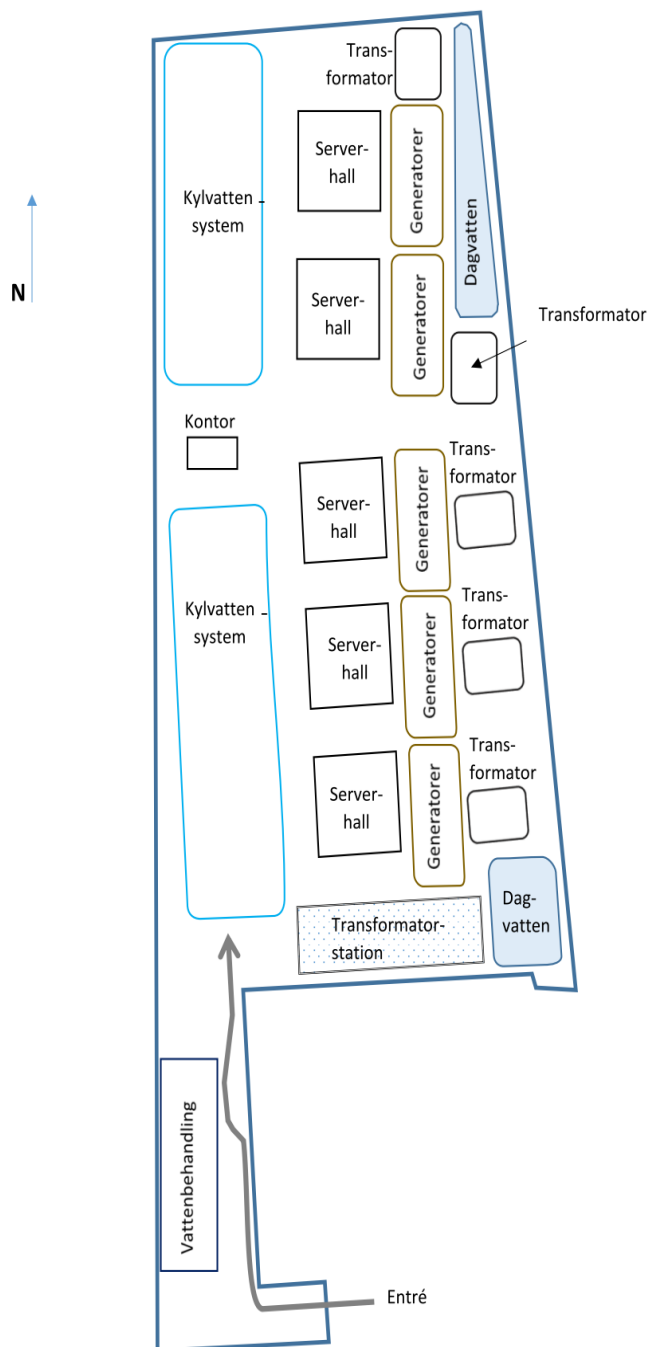 Trans-
formator
Server-
hall
Generatorer
Kylvatten -
system
Dagvatten
N
Server-
hall
Generatorer
Transformator
Kontor
Trans-
formator
Server-
hall
Generatorer
Kylvatten -
system
Trans-
formator
Server-
hall
Generatorer
Trans-
formator
Server-
hall
Generatorer
Dag-
vatten
Transformator-
station
Vattenbehandling
Entré